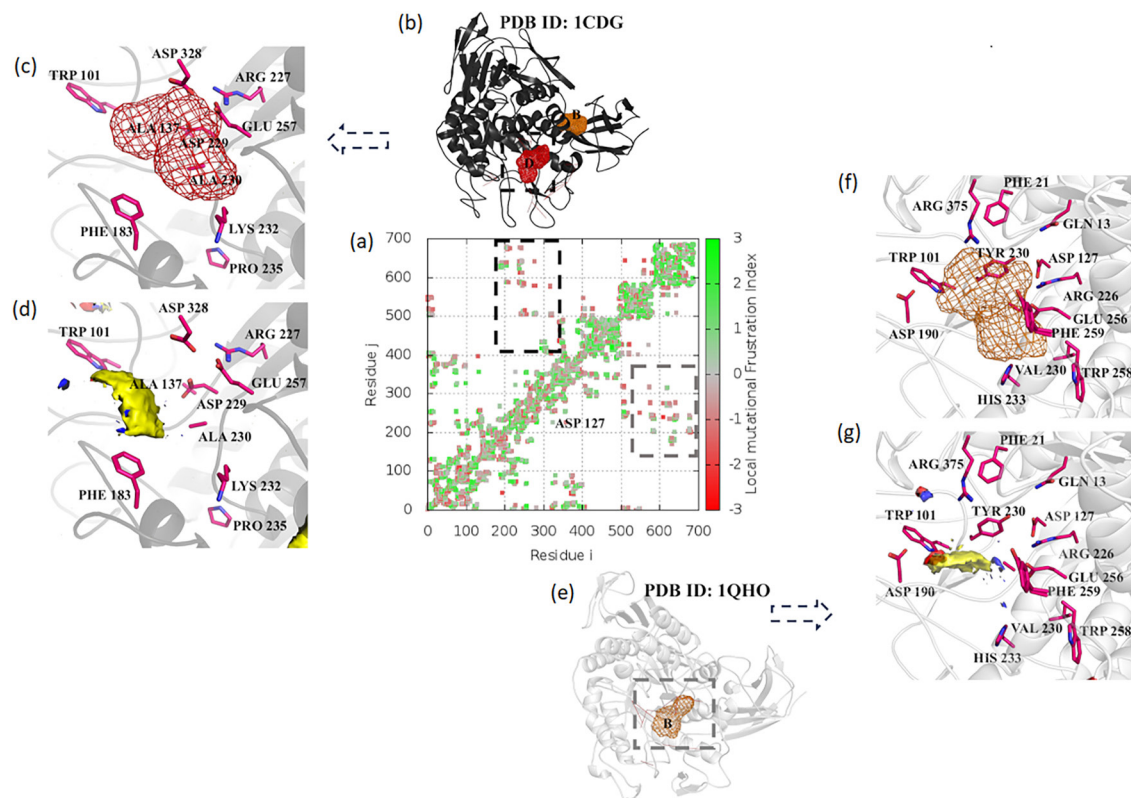 (b) PDB ID: 1CDG
B
D
(c)
ASP 328
TRP 101
ARG 227
ALA 137
GLU 257
ASP 229
ALA 230
PHE 183
LYS 232
PRO 235
(d)
ASP 328
TRP 101
ARG 227
ALA 137
GLU 257
ASP 229
ALA 230
PHE 183
LYS 232
PRO 235
(a)
700
600
500
400
300
200
100
0
Residue j
ASP 127
0 100 200 300 400 500 600 700
Residue i
3
2
1
0
-1
-2
-3
Local mutational Frustration Index
(e) PDB ID: 1QHO
B
(f)
PHE 21
ARG 375
GLN 13
TYR 230
ASP 127
TRP 101
ARG 226
GLU 256
ASP 190
PHE 259
VAL 230
TRP 258
HIS 233
(g)
PHE 21
ARG 375
GLN 13
TYR 230
ASP 127
TRP 101
ARG 226
GLU 256
ASP 190
PHE 259
VAL 230
TRP 258
HIS 233